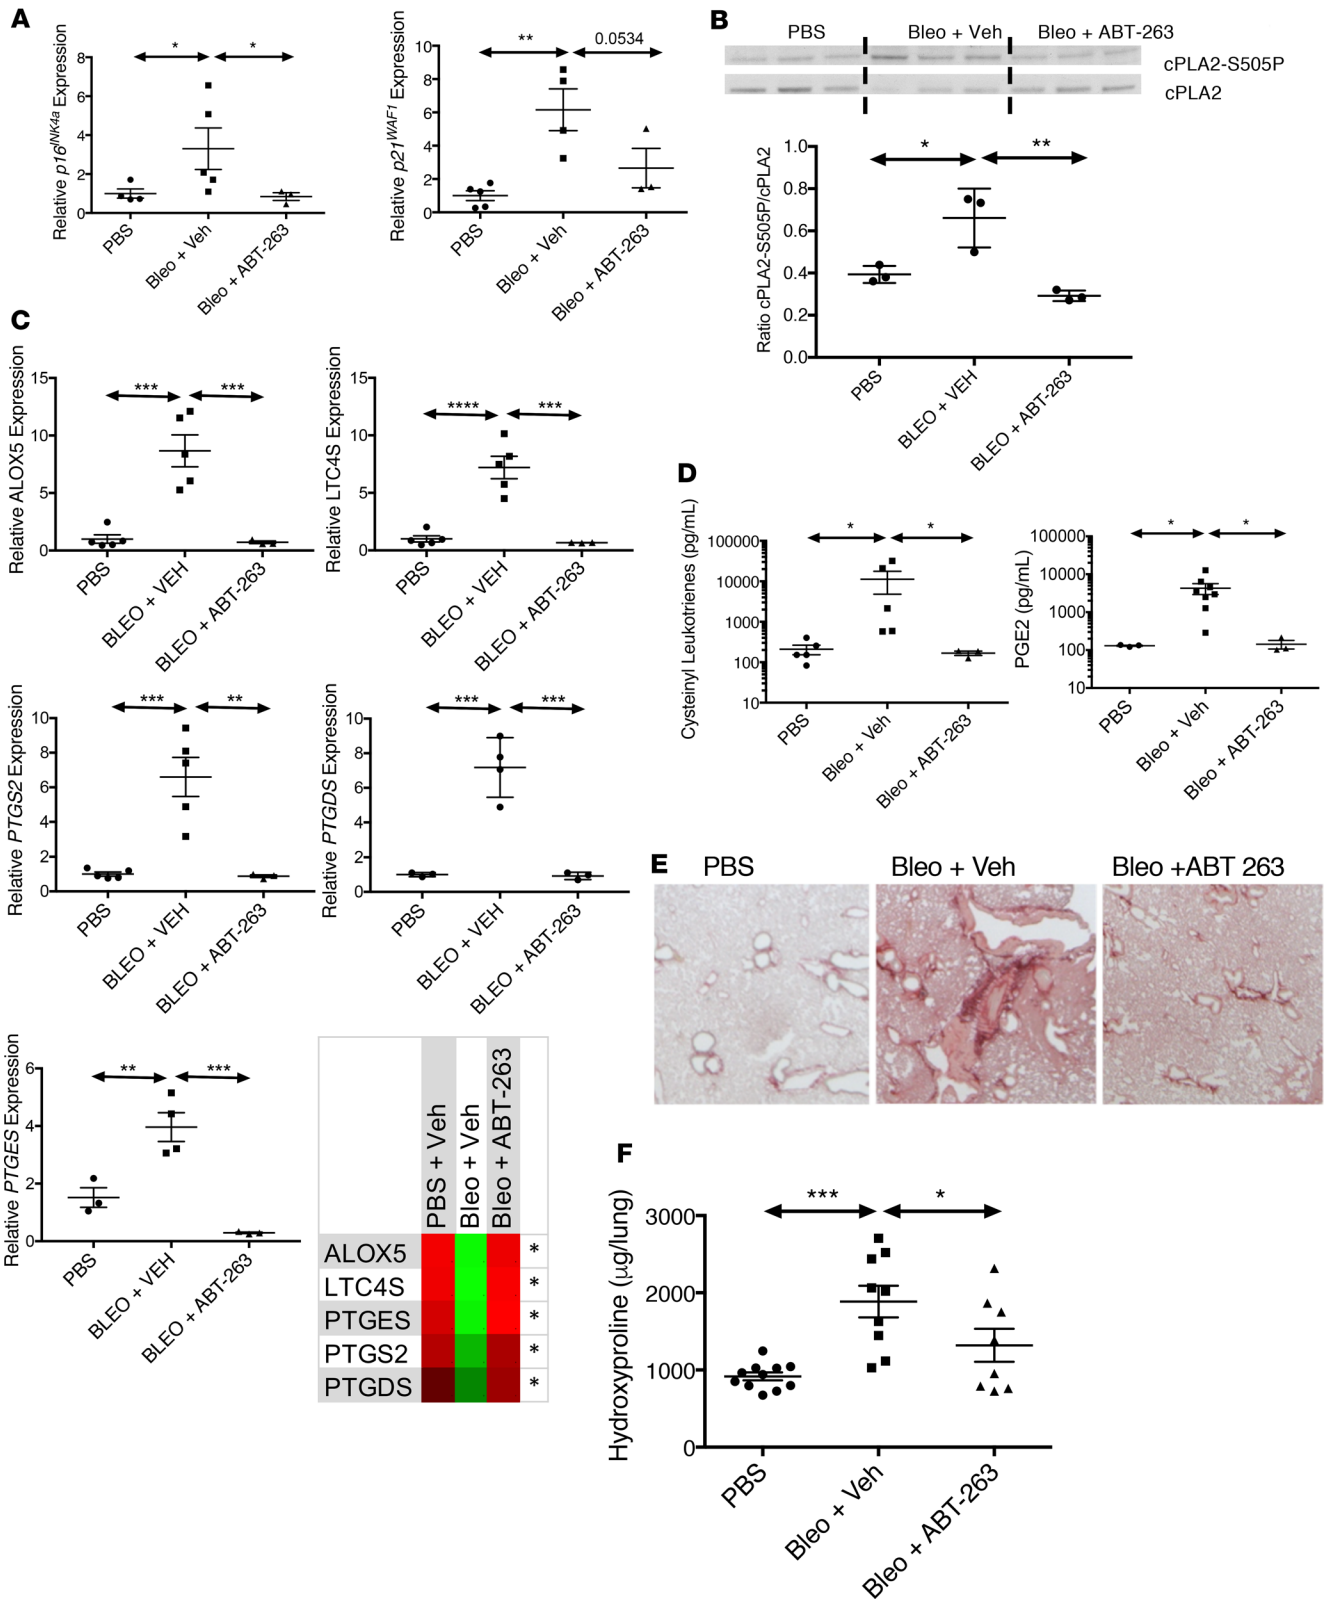 A
Relative p16INK4a Expression
8
6
4
2
0
* *
PBS
Bleo + Veh
Bleo + ABT-263
Relative p21WAF1 Expression
10
8
6
4
2
0
** 0.0534
PBS
Bleo + Veh
Bleo + ABT-263
B
PBS Bleo + Veh Bleo + ABT-263
cPLA2-S505P
cPLA2
Ratio cPLA2-S505P/cPLA2
1.0
0.8
0.6
0.4
0.2
0.0
* **
PBS
BLEO + VEH
BLEO + ABT-263
C
Relative ALOX5 Expression
15
10
5
0
*** ***
PBS
BLEO + VEH
BLEO + ABT-263
Relative LTC4S Expression
15
10
5
0
**** ***
PBS
BLEO + VEH
BLEO + ABT-263
Relative PTGS2 Expression
10
8
6
4
2
0
*** **
PBS
BLEO + VEH
BLEO + ABT-263
Relative PTGDS Expression
10
8
6
4
2
0
*** ***
PBS
BLEO + VEH
BLEO + ABT-263
Relative PTGES Expression
6
4
2
0
** ***
PBS
BLEO + VEH
BLEO + ABT-263
PBS + Veh
Bleo + Veh
Bleo + ABT-263
ALOX5 *
LTC4S *
PTGES *
PTGS2 *
PTGDS *
D
Cysteinyl Leukotrienes (pg/mL)
100000
10000
1000
100
10
* *
PBS
Bleo + Veh
Bleo + ABT-263
PGE2 (pg/mL)
100000
10000
1000
100
10
* *
PBS
Bleo + Veh
Bleo + ABT-263
E
PBS Bleo + Veh Bleo +ABT 263
F
Hydroxyproline (μg/lung)
3000
2000
1000
0
*** *
PBS
Bleo + Veh
Bleo + ABT-263